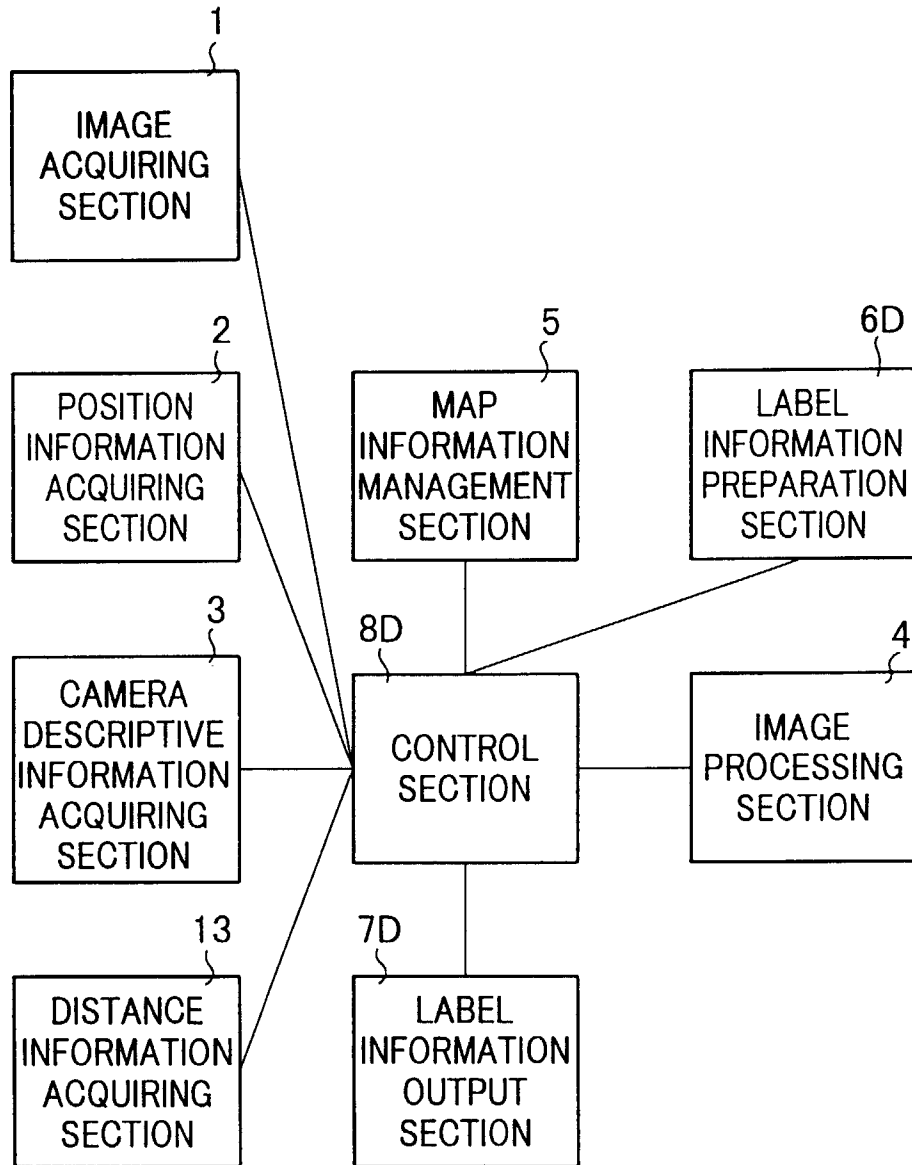 1
IMAGE
ACQUIRING
SECTION
2
POSITION
INFORMATION
ACQUIRING
SECTION
5
MAP
INFORMATION
MANAGEMENT
SECTION
6D
LABEL
INFORMATION
PREPARATION
SECTION
3
CAMERA
DESCRIPTIVE
INFORMATION
ACQUIRING
SECTION
8D
CONTROL
SECTION
4
IMAGE
PROCESSING
SECTION
13
DISTANCE
INFORMATION
ACQUIRING
SECTION
7D
LABEL
INFORMATION
OUTPUT
SECTION